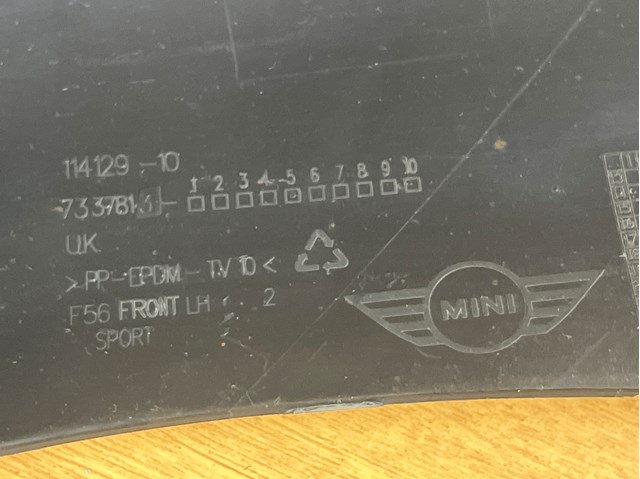 114129-10
1 2 3 4 5 6 7 8 9 10
UK
>PP-EPDM-TV10<
F56 FRONT LH 2
SPORT
MINI